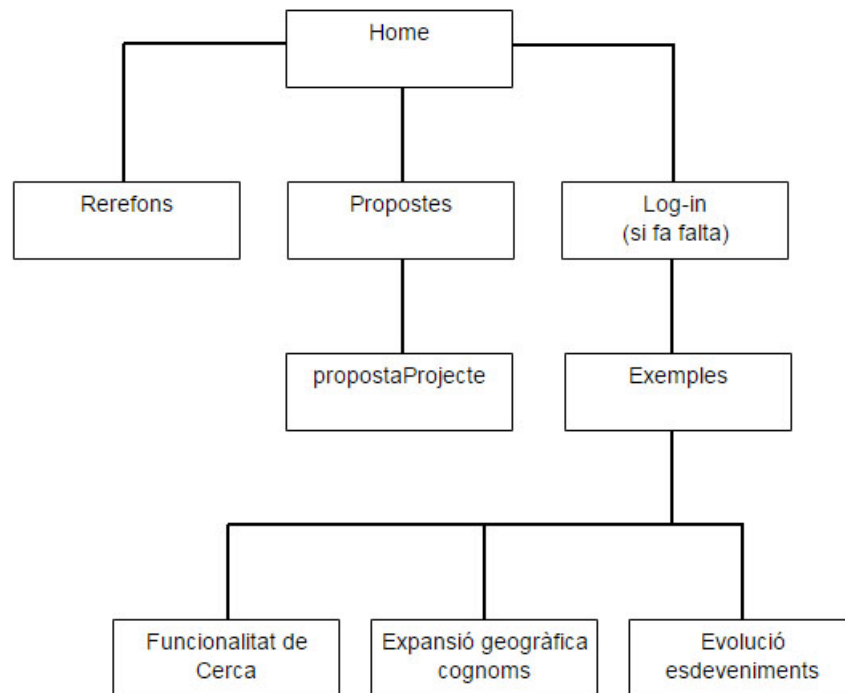 Home
Rerefons
Propostes
Log-in
(si fa falta)
propostaProjecte
Exemples
Funcionalitat de
Cerca
Expansió geogràfica
cognoms
Evolució
esdeveniments